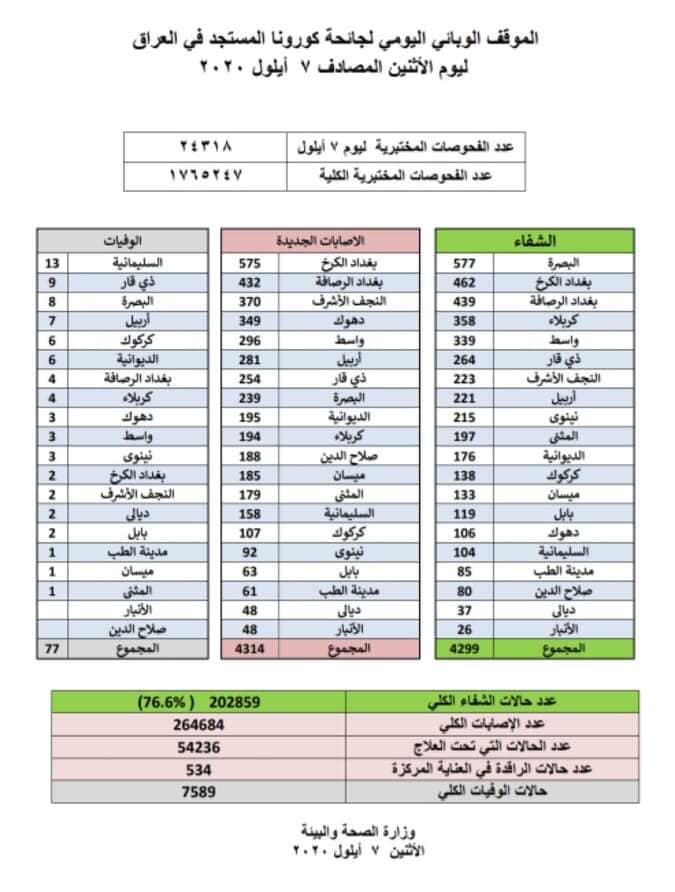 الموقف الوبائي اليومي لجائحة كورونا المستجد في العراق
ليوم الأثنين المصادف ٧ أيلول ٢٠٢٠
عدد الفحوصات المختبرية ليوم ٧ أيلول ٢٤٣١٨
عدد الفحوصات المختبرية الكلية ١٧٦٥٢٤٧
الشفاء
البصرة 577
بغداد الكرخ 462
بغداد الرصافة 439
كربلاء 358
واسط 339
ذي قار 264
النجف الأشرف 223
أربيل 221
نينوى 215
المثنى 197
الديوانية 176
كركوك 138
ميسان 133
بابل 119
دهوك 106
السليمانية 104
مدينة الطب 85
صلاح الدين 80
ديالى 37
الأنبار 26
المجموع 4299
الاصابات الجديدة
بغداد الكرخ 575
بغداد الرصافة 432
النجف الأشرف 370
دهوك 349
واسط 296
أربيل 281
ذي قار 254
البصرة 239
الديوانية 195
كربلاء 194
صلاح الدين 188
ميسان 185
المثنى 179
السليمانية 158
كركوك 107
نينوى 92
بابل 63
مدينة الطب 61
ديالى 48
الأنبار 48
المجموع 4314
الوفيات
السليمانية 13
ذي قار 9
البصرة 8
أربيل 7
كركوك 6
الديوانية 6
بغداد الرصافة 4
كربلاء 4
دهوك 3
واسط 3
نينوى 3
بغداد الكرخ 2
النجف الأشرف 2
ديالى 2
بابل 2
مدينة الطب 1
ميسان 1
المثنى 1
الأنبار
صلاح الدين
المجموع 77
عدد حالات الشفاء الكلي 202859 (76.6%)
عدد الإصابات الكلي 264684
عدد الحالات التي تحت العلاج 54236
عدد حالات الراقدة في العناية المركزة 534
حالات الوفيات الكلي 7589
وزارة الصحة والبيئة
الأثنين ٧ أيلول ٢٠٢٠